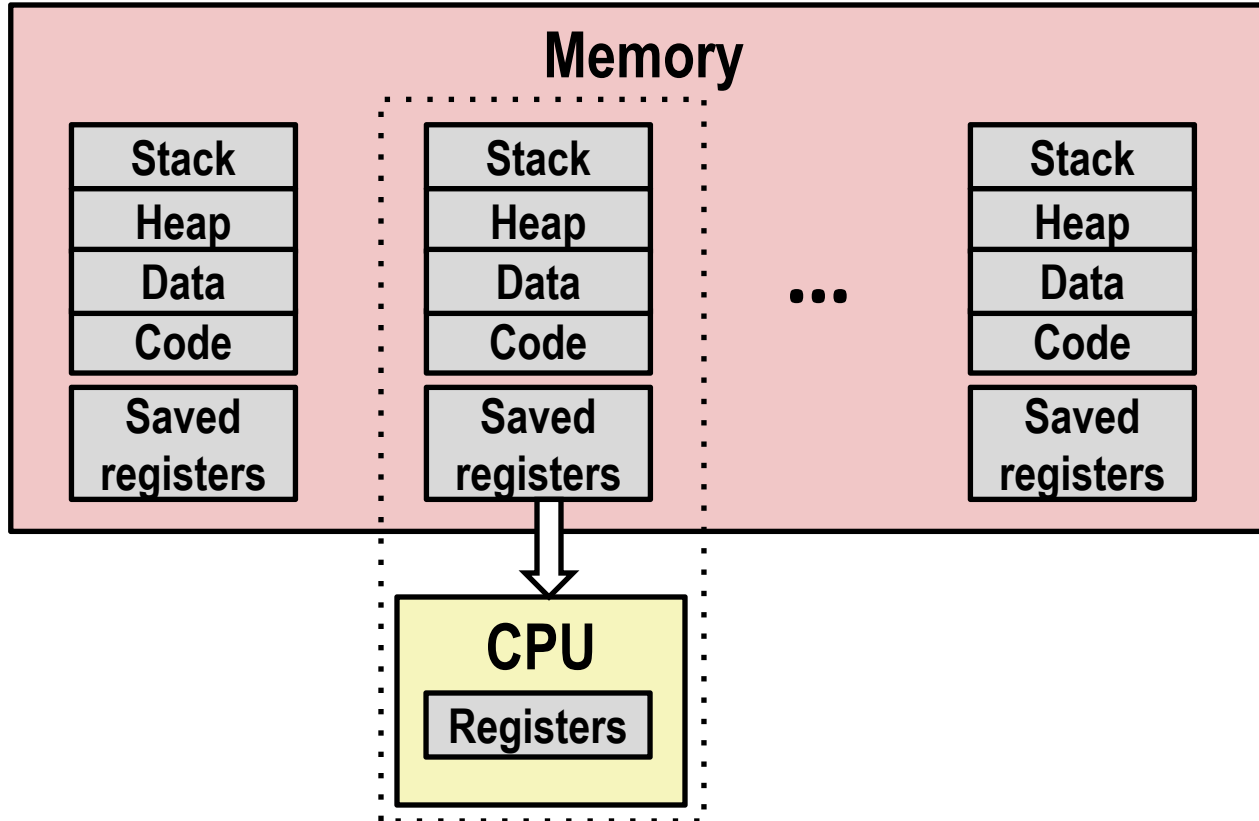 Memory
Stack
Heap
Data
Code
Saved
registers
Stack
Heap
Data
Code
Saved
registers
...
Stack
Heap
Data
Code
Saved
registers
CPU
Registers